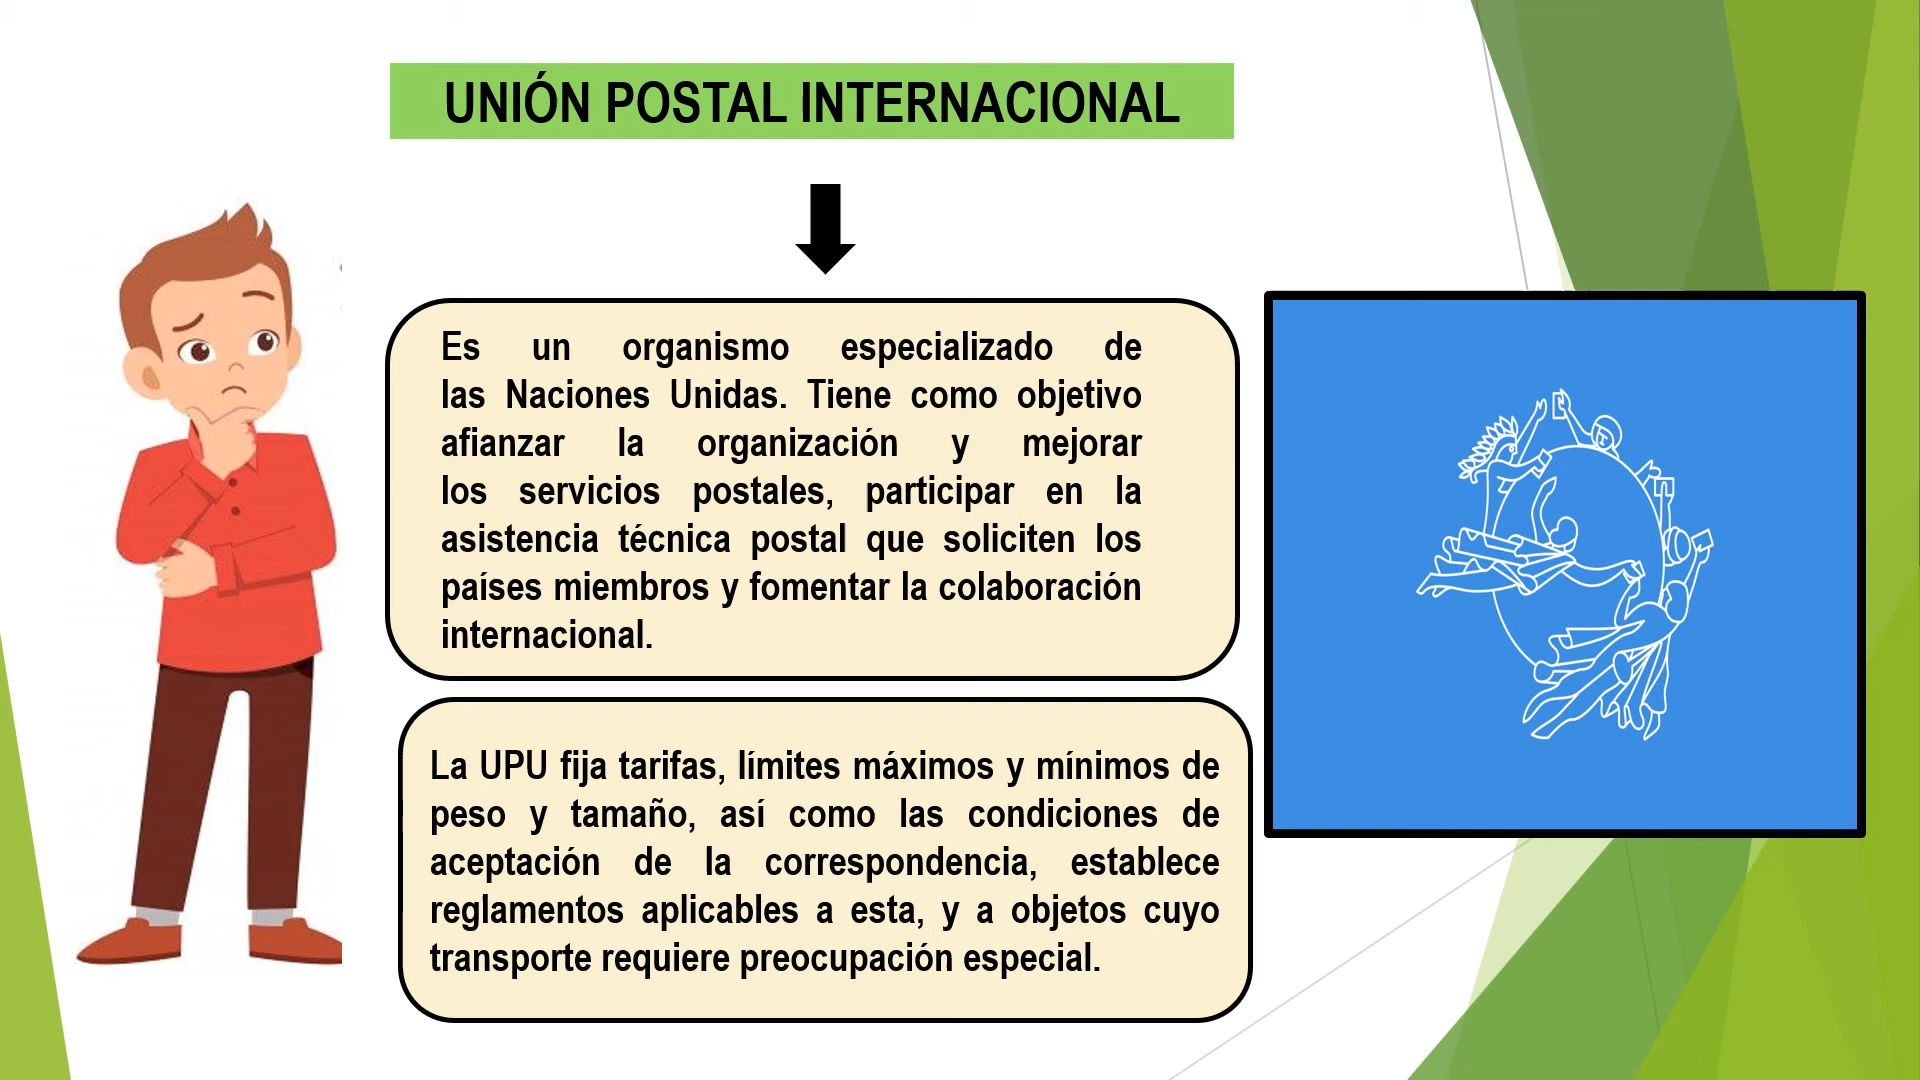 UNIÓN POSTAL INTERNACIONAL
Es un organismo especializado de
las Naciones Unidas. Tiene como objetivo
afianzar la organización y mejorar
los servicios postales, participar en la
asistencia técnica postal que soliciten los
países miembros y fomentar la colaboración
internacional.
La UPU fija tarifas, límites máximos y mínimos de
peso y tamaño, así como las condiciones de
aceptación de la correspondencia, establece
reglamentos aplicables a esta, y a objetos cuyo
transporte requiere preocupación especial.